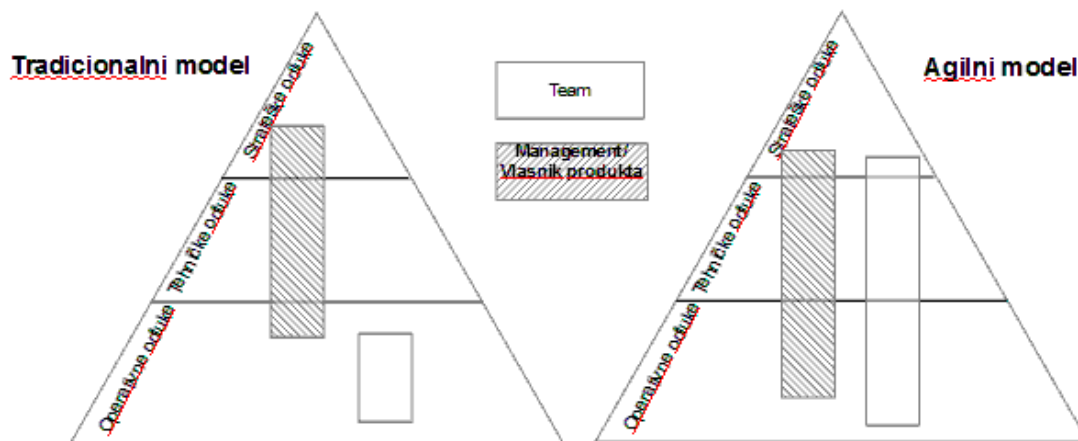 Tradicionalni model
Agilni model
Team
Management/
Vlasnik produkta
Strateške odluke
Tehničke odluke
Operativne odluke
Strateške odluke
Tehničke odluke
Operativne odluke